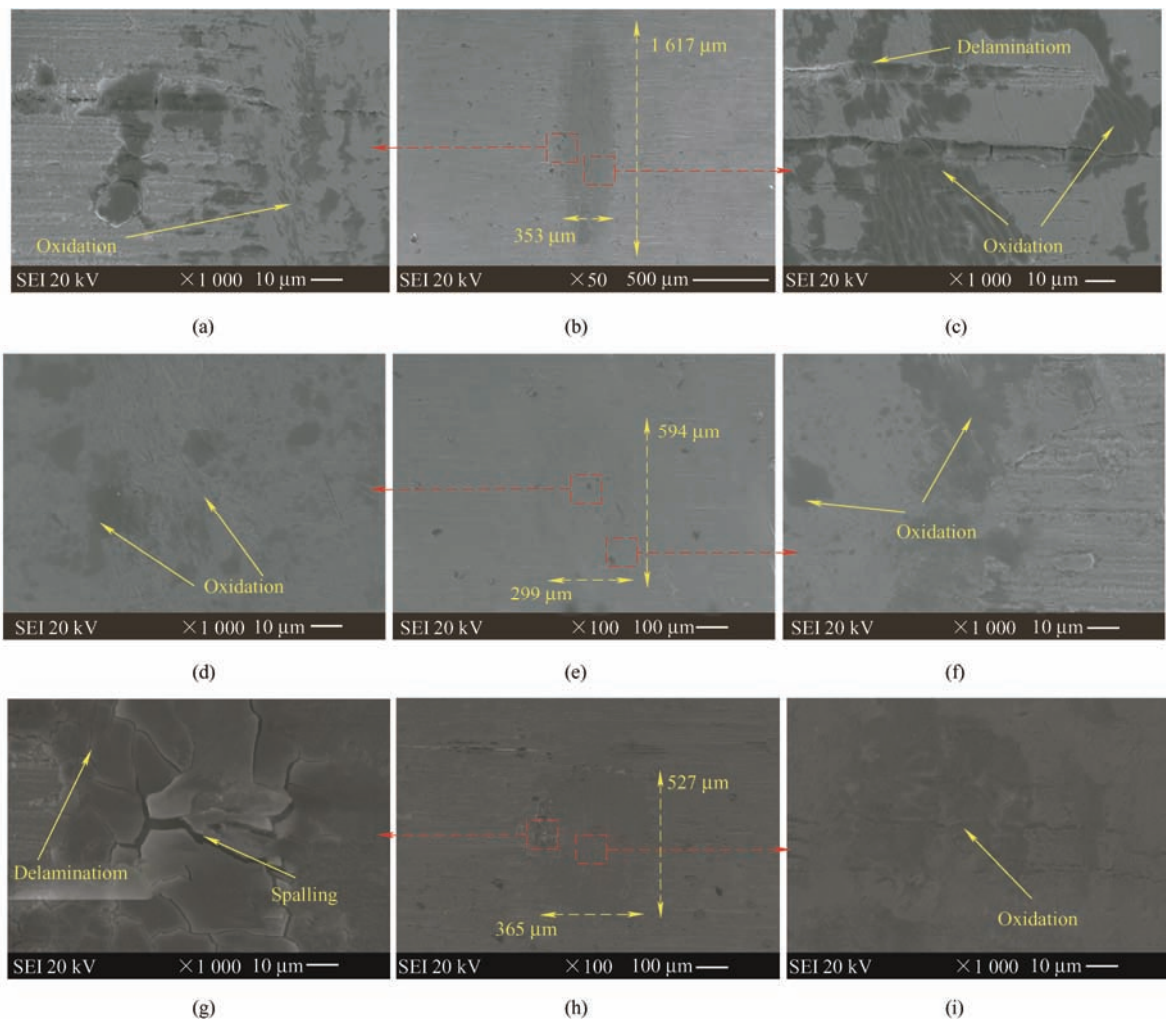 1 617 μm
Delaminatiom
353 μm
Oxidation
Oxidation
SEI 20 kV ×1 000 10 μm
SEI 20 kV ×50 500 μm
SEI 20 kV ×1 000 10 μm
(a)
(b)
(c)
594 μm
Oxidation
Oxidation
299 μm
SEI 20 kV ×1 000 10 μm
SEI 20 kV ×100 100 μm
SEI 20 kV ×1 000 10 μm
(d)
(e)
(f)
527 μm
Delaminatiom
Spalling
365 μm
Oxidation
SEI 20 kV ×1 000 10 μm
SEI 20 kV ×100 100 μm
SEI 20 kV ×1 000 10 μm
(g)
(h)
(i)